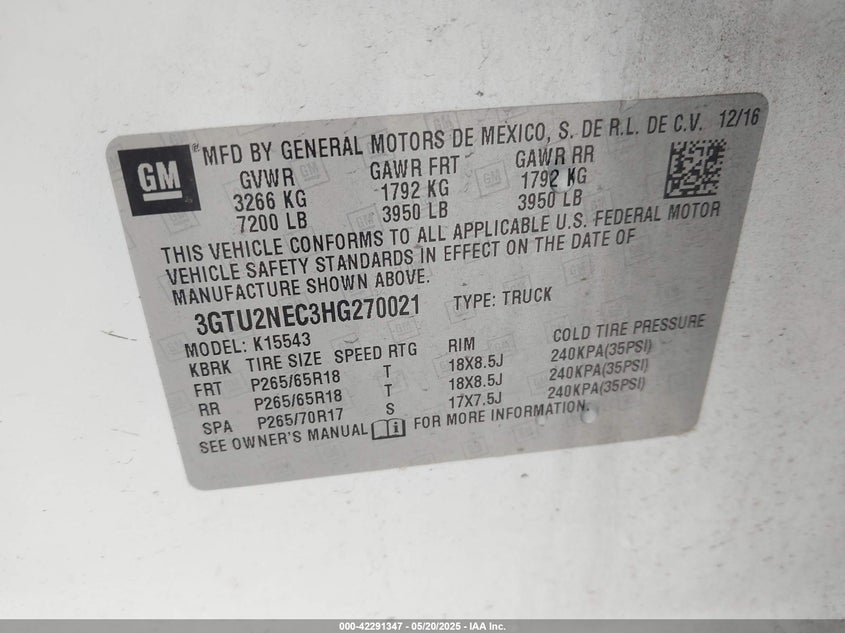 GM ® MFD BY GENERAL MOTORS DE MEXICO, S. DE R.L. DE C.V. 12/16
GVWR GAWR FRT GAWR RR
3266 KG 1792 KG 1792 KG
7200 LB 3950 LB 3950 LB
THIS VEHICLE CONFORMS TO ALL APPLICABLE U.S. FEDERAL MOTOR
VEHICLE SAFETY STANDARDS IN EFFECT ON THE DATE OF
MANUFACTURE SHOWN ABOVE.
3GTU2NEC3HG270021 TYPE: TRUCK
MODEL: K15543
KBRK TIRE SIZE SPEED RTG RIM COLD TIRE PRESSURE
FRT P265/65R18 T 18X8.5J 240KPA(35PSI)
RR P265/65R18 T 18X8.5J 240KPA(35PSI)
SPA P265/70R17 S 17X7.5J 240KPA(35PSI)
SEE OWNER'S MANUAL i FOR MORE INFORMATION.
000-42291347 - 05/20/2025 - IAA Inc.